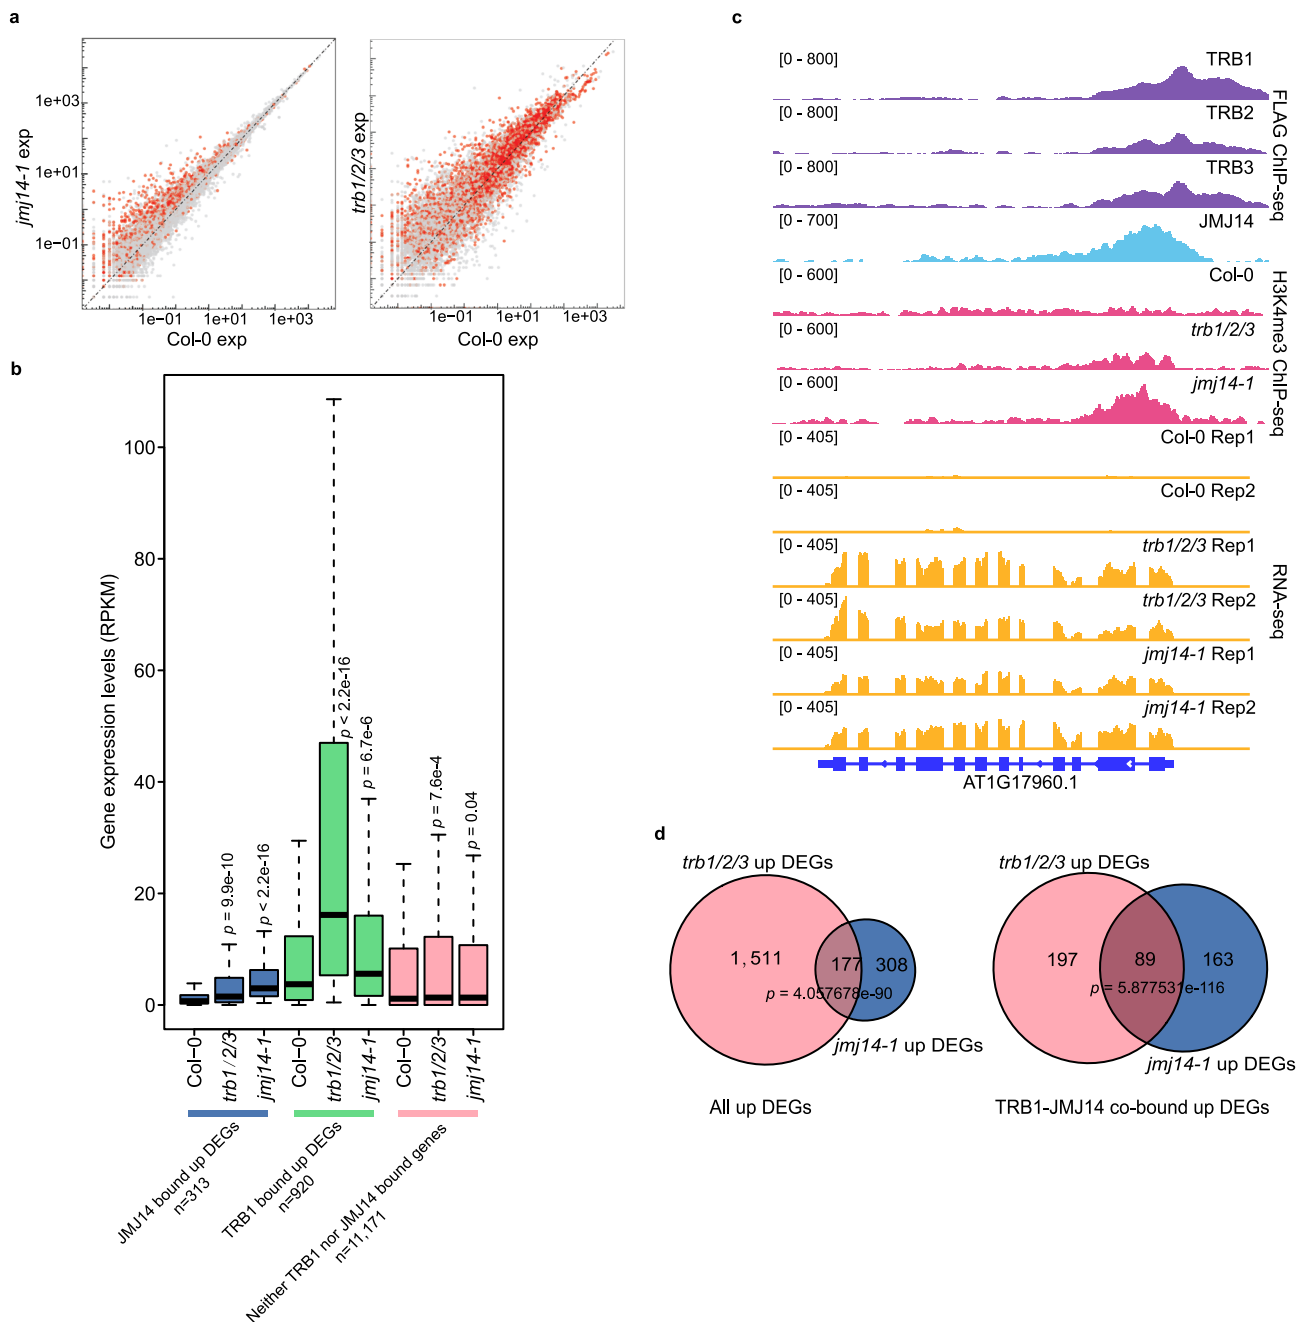 a
jmj14-1 exp
1e+03
1e+01
1e−01
1e−01
1e+01
1e+03
Col-0 exp
trb1/2/3 exp
1e−01
1e+01
1e+03
Col-0 exp
b
Gene expression levels (RPKM)
100
80
60
40
20
0
p = 9.9e-10
p < 2.2e-16
p < 2.2e-16
p = 6.7e-6
p = 7.6e-4
p = 0.04
Col−0
trb1/2/3
jmj14-1
Col−0
trb1/2/3
jmj14-1
Col−0
trb1/2/3
jmj14-1
JMJ14 bound up DEGs
n=313
TRB1 bound up DEGs
n=920
Neither TRB1 nor JMJ14 bound genes
n=11,171
c
[0 - 800]
TRB1
[0 - 800]
TRB2
[0 - 800]
TRB3
[0 - 700]
JMJ14
FLAG ChIP-seq
[0 - 600]
Col-0
[0 - 600]
trb1/2/3
[0 - 600]
jmj14-1
H3K4me3 ChIP-seq
[0 - 405]
Col-0 Rep1
[0 - 405]
Col-0 Rep2
[0 - 405]
trb1/2/3 Rep1
[0 - 405]
trb1/2/3 Rep2
[0 - 405]
jmj14-1 Rep1
[0 - 405]
jmj14-1 Rep2
RNA-seq
AT1G17960.1
d
trb1/2/3 up DEGs
1,511
177
308
p = 4.057678e-90
jmj14-1 up DEGs
All up DEGs
trb1/2/3 up DEGs
197
89
163
p = 5.877531e-116
jmj14-1 up DEGs
TRB1-JMJ14 co-bound up DEGs